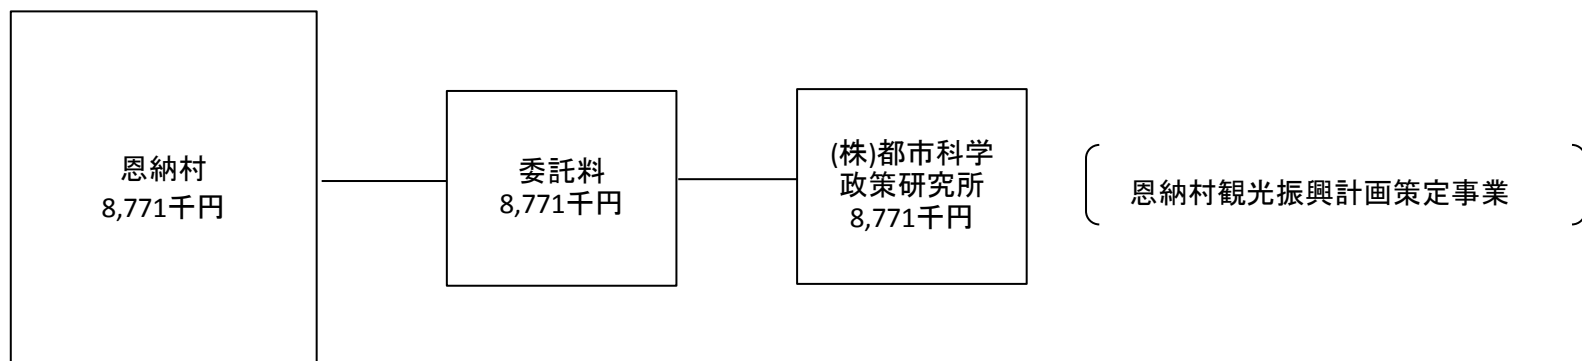 恩納村
8,771千円
委託料
8,771千円
(株)都市科学
政策研究所
8,771千円
恩納村観光振興計画策定事業